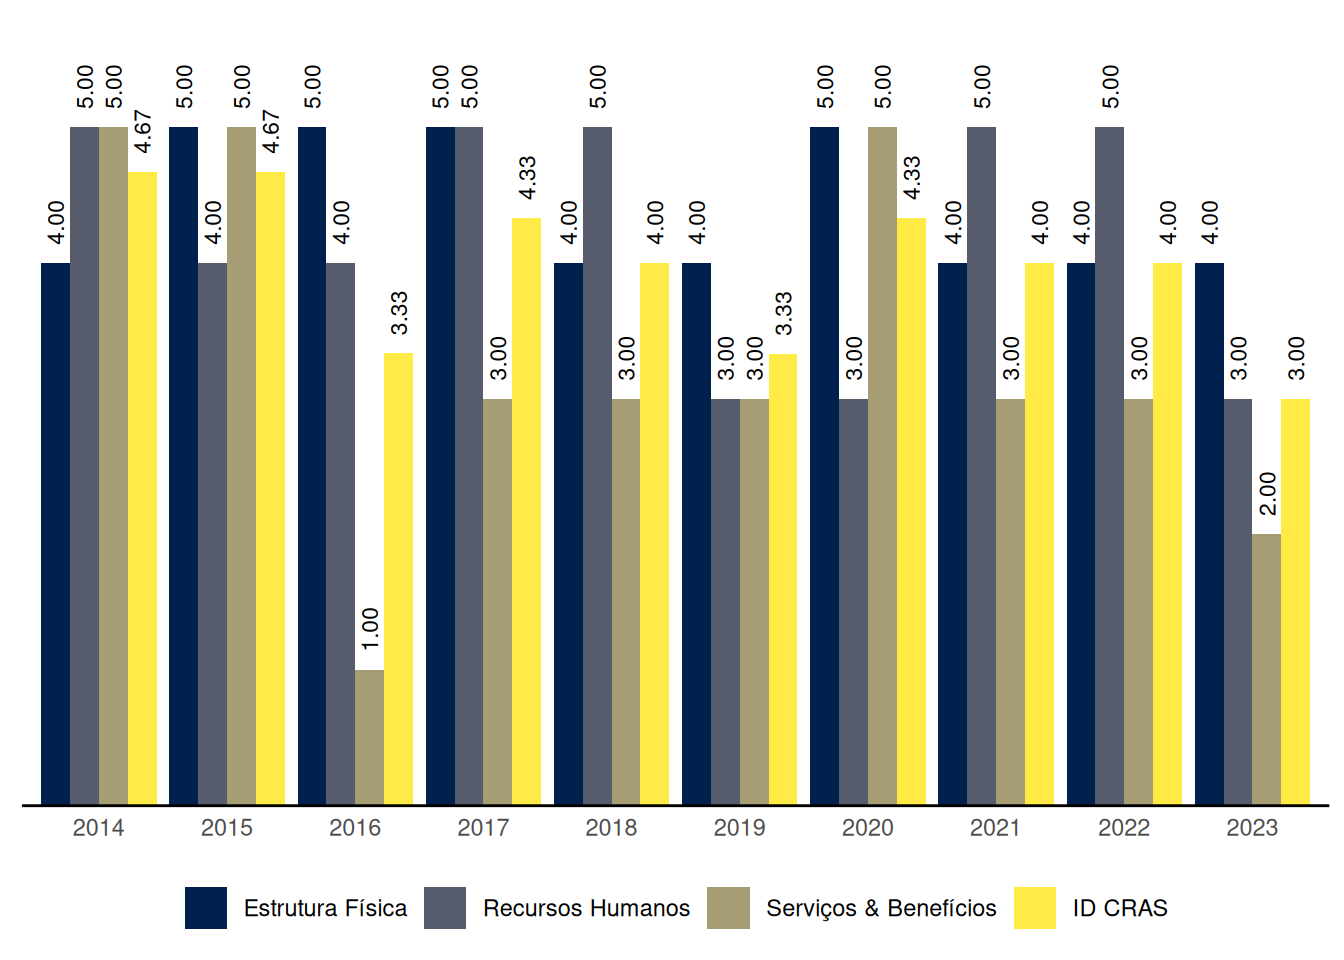 5.00 5.00 5.00 5.00 5.00 5.00 5.00 5.00 5.00 5.00 5.00 5.00
4.67 4.67
4.33 4.33
4.00 4.00 4.00 4.00 4.00 4.00 4.00 4.00 4.00 4.00 4.00
3.33 3.33
3.00 3.00 3.00 3.00 3.00 3.00 3.00 3.00 3.00
2.00
1.00
2014 2015 2016 2017 2018 2019 2020 2021 2022 2023
Estrutura Física Recursos Humanos Serviços & Benefícios ID CRAS